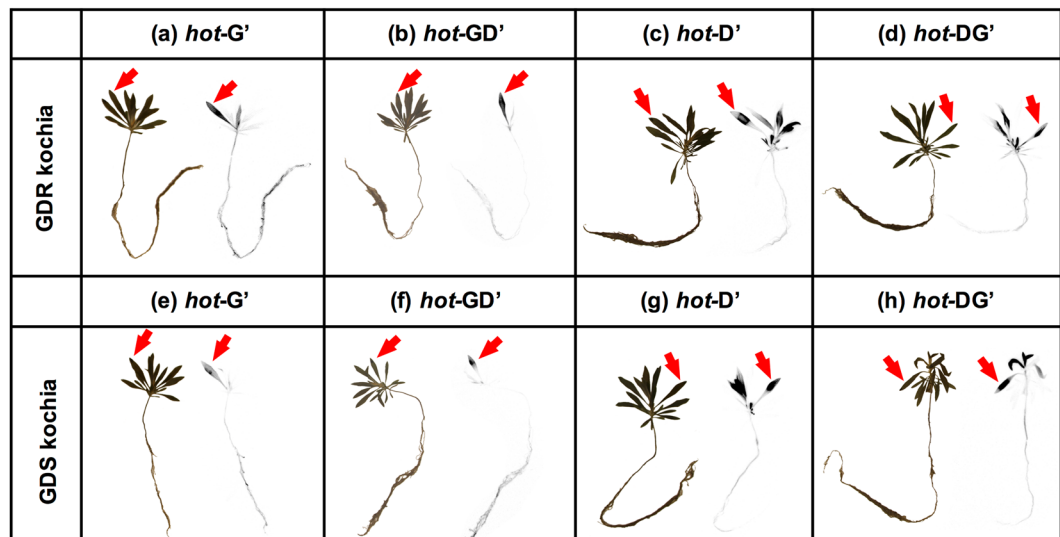 (a) hot-G’
(b) hot-GD’
(c) hot-D’
(d) hot-DG’
GDR kochia
(e) hot-G’
(f) hot-GD’
(g) hot-D’
(h) hot-DG’
GDS kochia